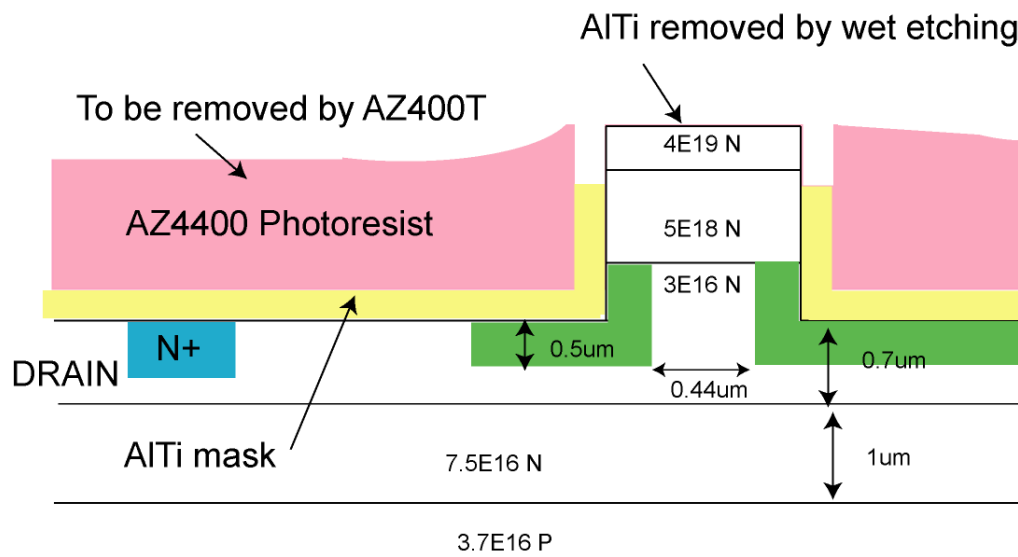 AlTi removed by wet etching
To be removed by AZ400T
4E19 N
AZ4400 Photoresist
5E18 N
3E16 N
N+
0.5um
0.7um
DRAIN
0.44um
AlTi mask
7.5E16 N
1um
3.7E16 P